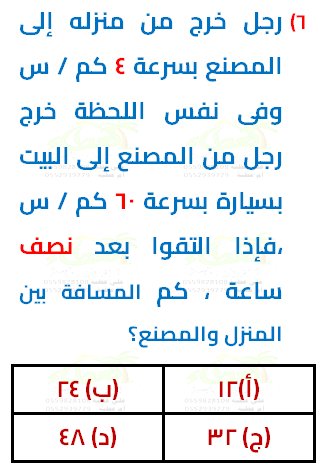 ٦) رجل خرج من منزله إلى
المصنع بسرعة ٤ كم / س
وفى نفس اللحظة خرج
رجل من المصنع إلى البيت
بسيارة بسرعة ٦٠ كم / س
،فإذا التقوا بعد نصف
ساعة ، كم المسافة بين
المنزل والمصنع؟
(أ)١٢ (ب) ٢٤
(ج) ٣٢ (د) ٤٨